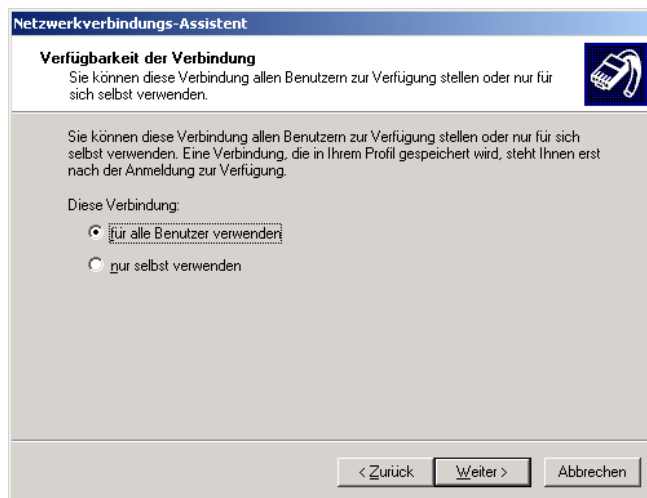 Netzwerkverbindungs-Assistent
Verfügbarkeit der Verbindung
Sie können diese Verbindung allen Benutzern zur Verfügung stellen oder nur für
sich selbst verwenden.
Sie können diese Verbindung allen Benutzern zur Verfügung stellen oder nur für sich
selbst verwenden. Eine Verbindung, die in Ihrem Profil gespeichert wird, steht Ihnen erst
nach der Anmeldung zur Verfügung.
Diese Verbindung:
für alle Benutzer verwenden
nur selbst verwenden
< Zurück Weiter > Abbrechen